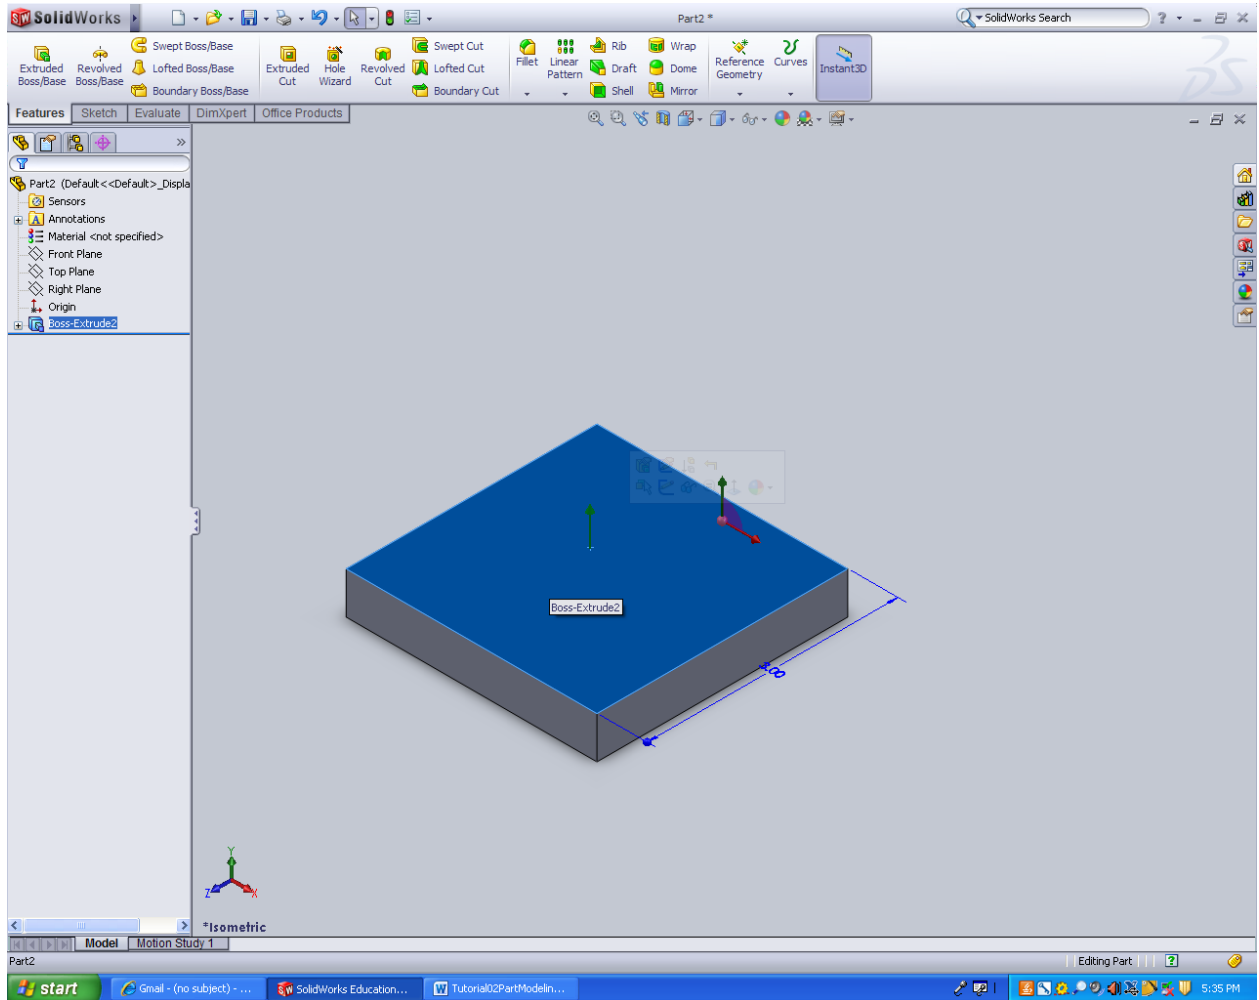 SolidWorks
Part2 *
SolidWorks Search
Extruded Boss/Base
Revolved Boss/Base
Swept Boss/Base
Lofted Boss/Base
Boundary Boss/Base
Extruded Cut
Hole Wizard
Revolved Cut
Swept Cut
Lofted Cut
Boundary Cut
Fillet
Linear Pattern
Rib
Draft
Shell
Wrap
Dome
Mirror
Reference Geometry
Curves
Instant3D
Features Sketch Evaluate DimXpert Office Products
Part2 (Default<<Default>_Displa
Sensors
Annotations
Material <not specified>
Front Plane
Top Plane
Right Plane
Origin
Boss-Extrude2
Boss-Extrude2
3.00
Y
Z
X
*Isometric
Model Motion Study 1
Part2
Editing Part
start
Gmail - (no subject) - ...
SolidWorks Education...
Tutorial02PartModelin...
5:35 PM